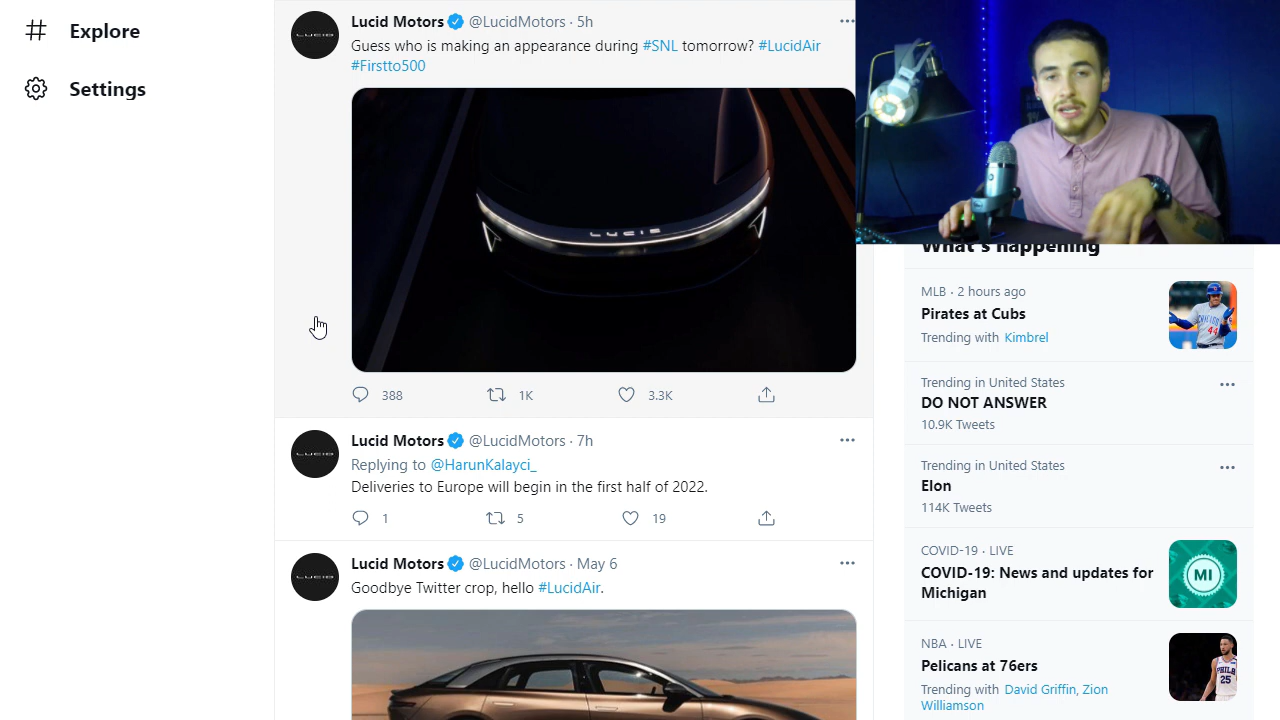 Explore
Settings
Lucid Motors @LucidMotors · 5h
Guess who is making an appearance during #SNL tomorrow? #LucidAir
#Firstto500
LUCID
388
1K
3.3K
Lucid Motors @LucidMotors · 7h
Replying to @HarunKalayci_
Deliveries to Europe will begin in the first half of 2022.
1
5
19
Lucid Motors @LucidMotors · May 6
Goodbye Twitter crop, hello #LucidAir.
What's happening
MLB · 2 hours ago
Pirates at Cubs
Trending with Kimbrel
44
Trending in United States
DO NOT ANSWER
10.9K Tweets
Trending in United States
Elon
114K Tweets
COVID-19 · LIVE
COVID-19: News and updates for
Michigan
MI
NBA · LIVE
Pelicans at 76ers
Trending with David Griffin, Zion
Williamson
PHILA
25